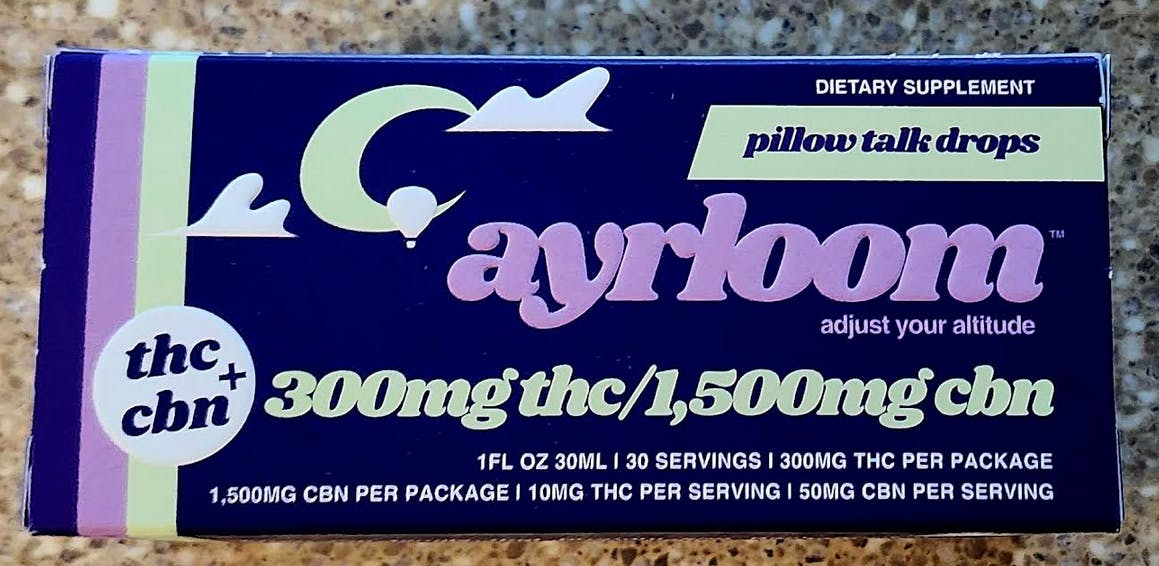 DIETARY SUPPLEMENT
pillow talk drops
ayrloom™
adjust your altitude
thc+
cbn
300mg thc/1,500mg cbn
1FL OZ 30ML | 30 SERVINGS | 300MG THC PER PACKAGE
1,500MG CBN PER PACKAGE | 10MG THC PER SERVING | 50MG CBN PER SERVING